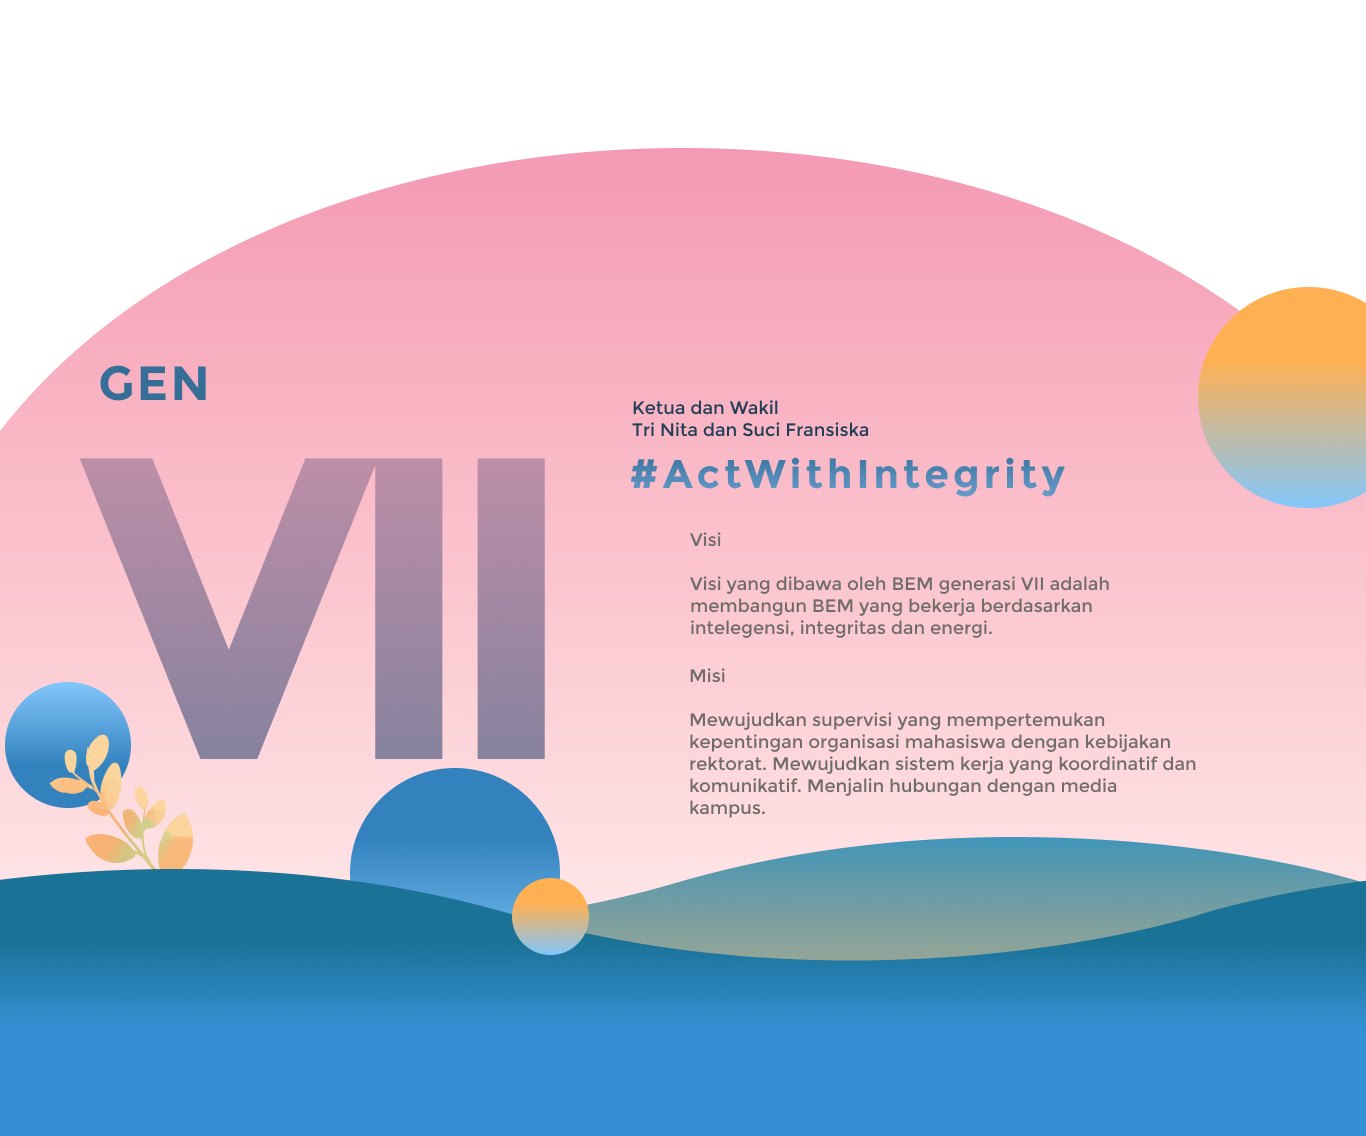 GEN
VII
Ketua dan Wakil
Tri Nita dan Suci Fransiska
#ActWithIntegrity
Visi
Visi yang dibawa oleh BEM generasi VII adalah
membangun BEM yang bekerja berdasarkan
intelegensi, integritas dan energi.
Misi
Mewujudkan supervisi yang mempertemukan
kepentingan organisasi mahasiswa dengan kebijakan
rektorat. Mewujudkan sistem kerja yang koordinatif dan
komunikatif. Menjalin hubungan dengan media
kampus.